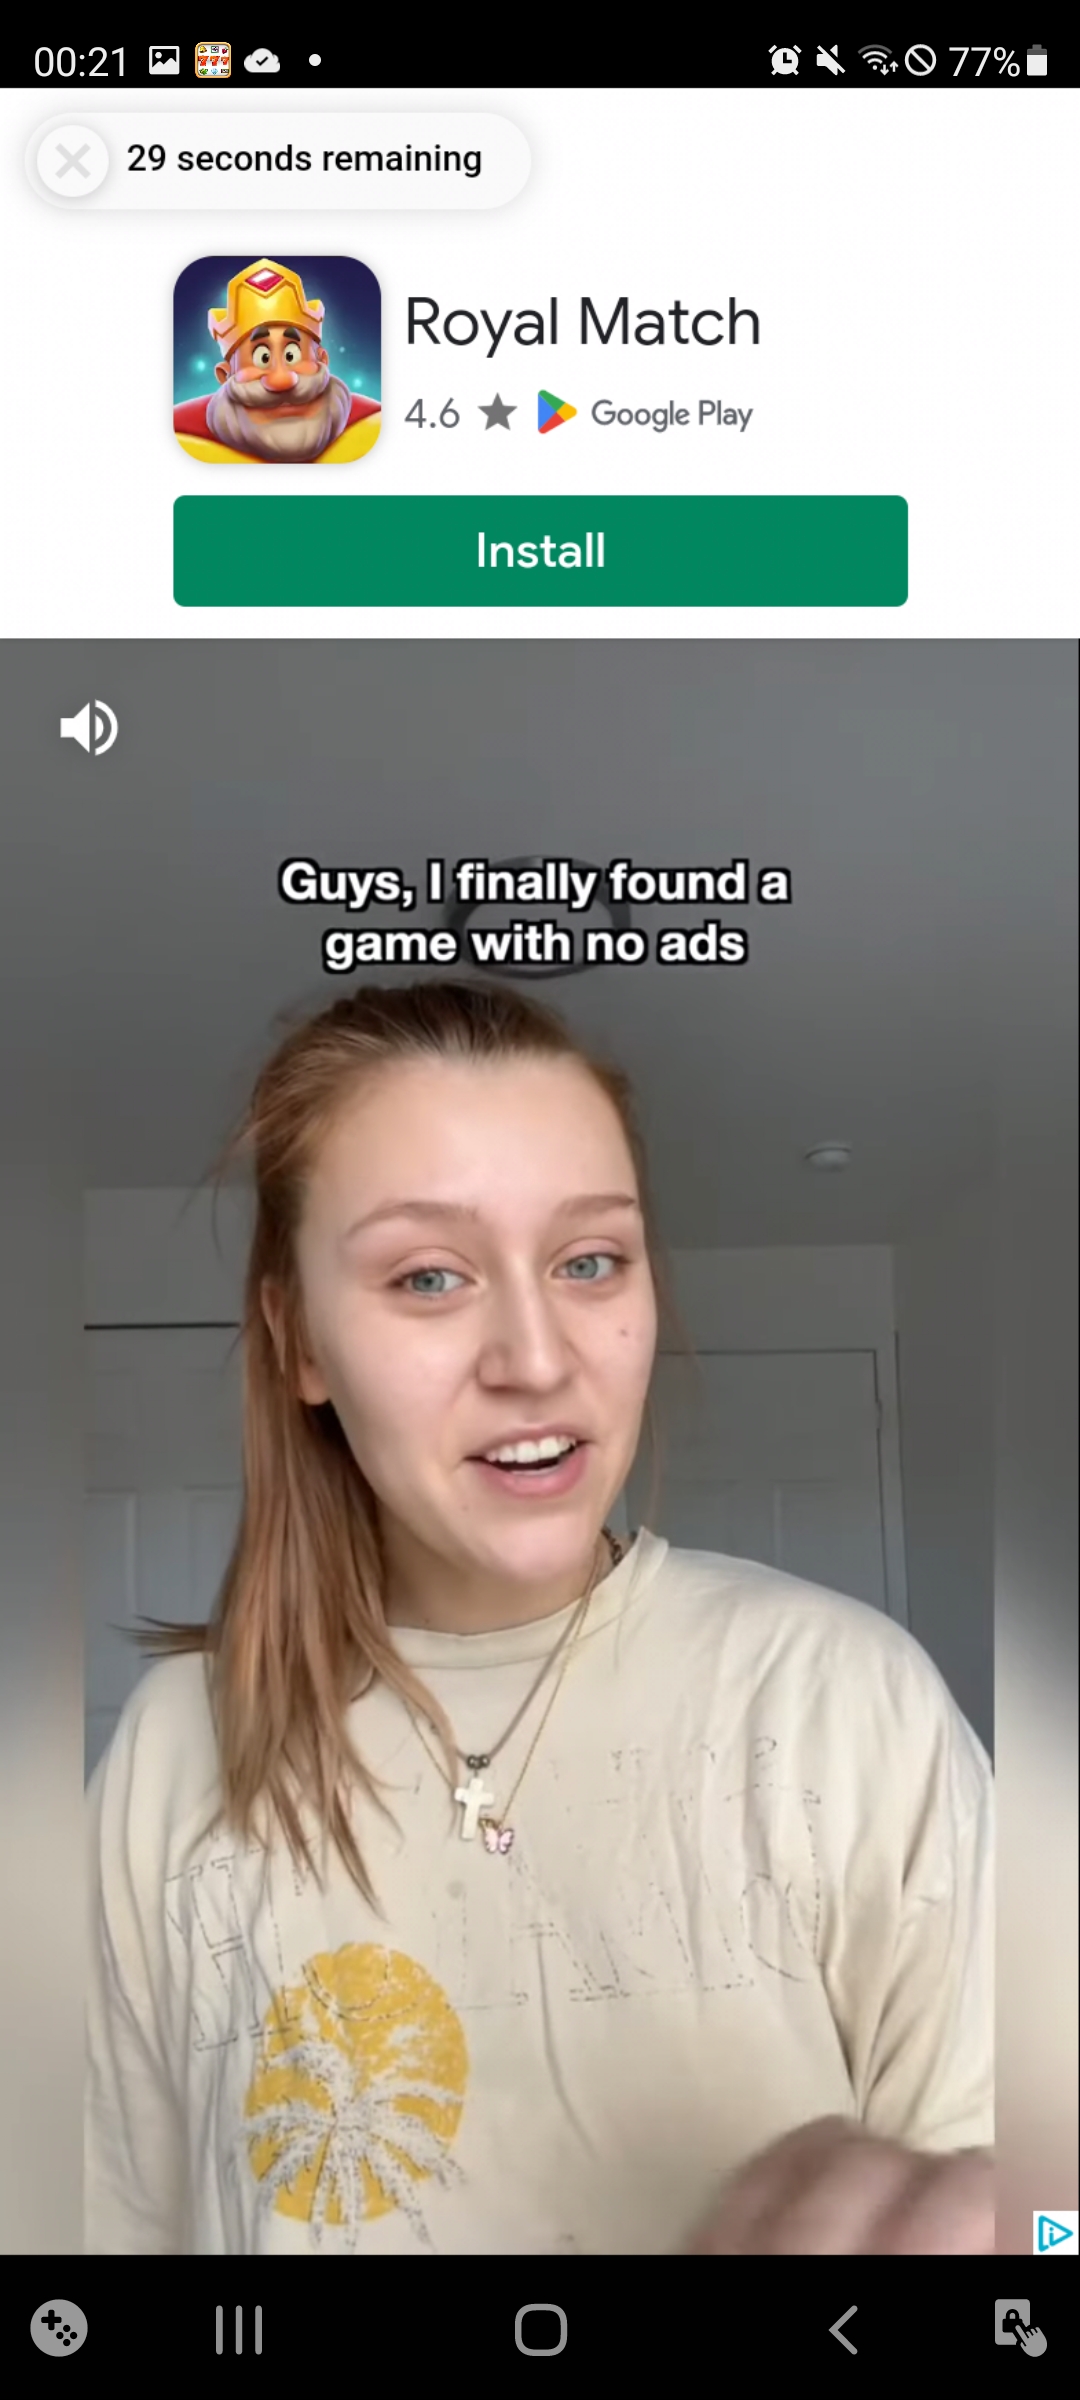 00:21
77%
29 seconds remaining
Royal Match
4.6 ★ Google Play
Install
Guys, I finally found a
game with no ads